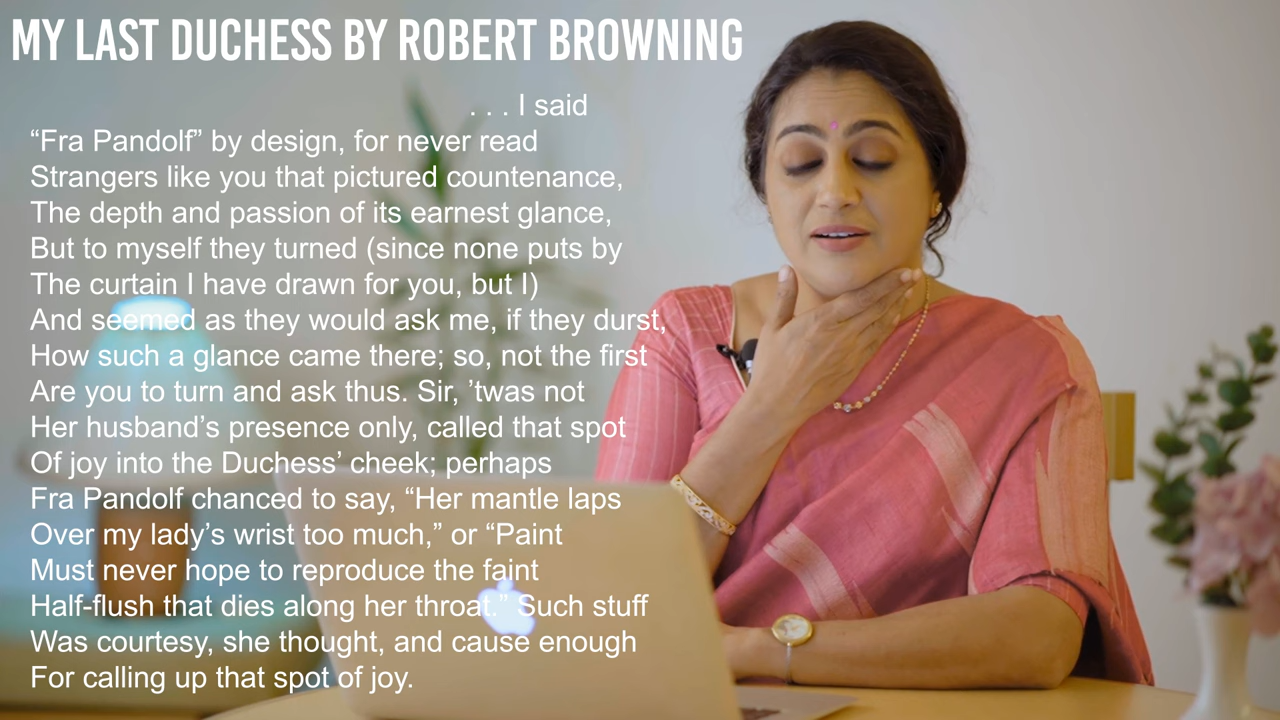 MY LAST DUCHESS BY ROBERT BROWNING
. . . I said
“Fra Pandolf” by design, for never read
Strangers like you that pictured countenance,
The depth and passion of its earnest glance,
But to myself they turned (since none puts by
The curtain I have drawn for you, but I)
And seemed as they would ask me, if they durst,
How such a glance came there; so, not the first
Are you to turn and ask thus. Sir, ’twas not
Her husband’s presence only, called that spot
Of joy into the Duchess’ cheek; perhaps
Fra Pandolf chanced to say, “Her mantle laps
Over my lady’s wrist too much,” or “Paint
Must never hope to reproduce the faint
Half-flush that dies along her throat.” Such stuff
Was courtesy, she thought, and cause enough
For calling up that spot of joy.